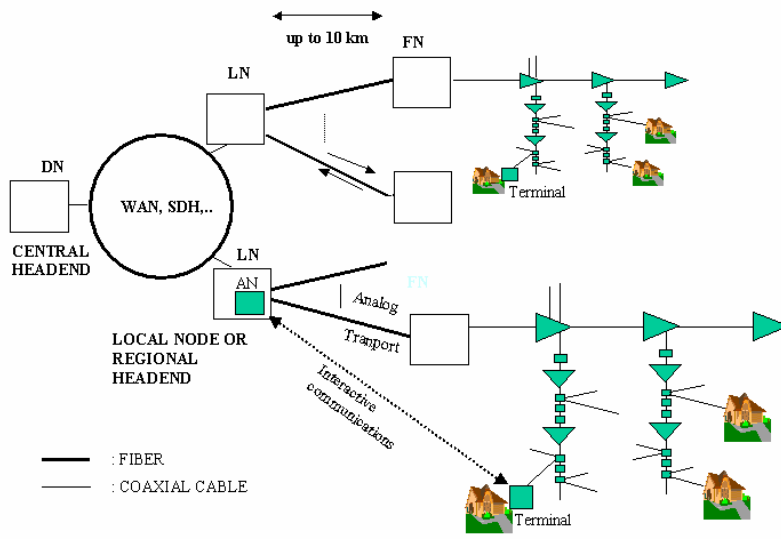 up to 10 km
FN
LN
DN
WAN, SDH,..
Terminal
CENTRAL
HEADEND
LN
AN
FN
Analog
Tranport
LOCAL NODE OR
REGIONAL
HEADEND
Interactive
communications
: FIBER
: COAXIAL CABLE
Terminal